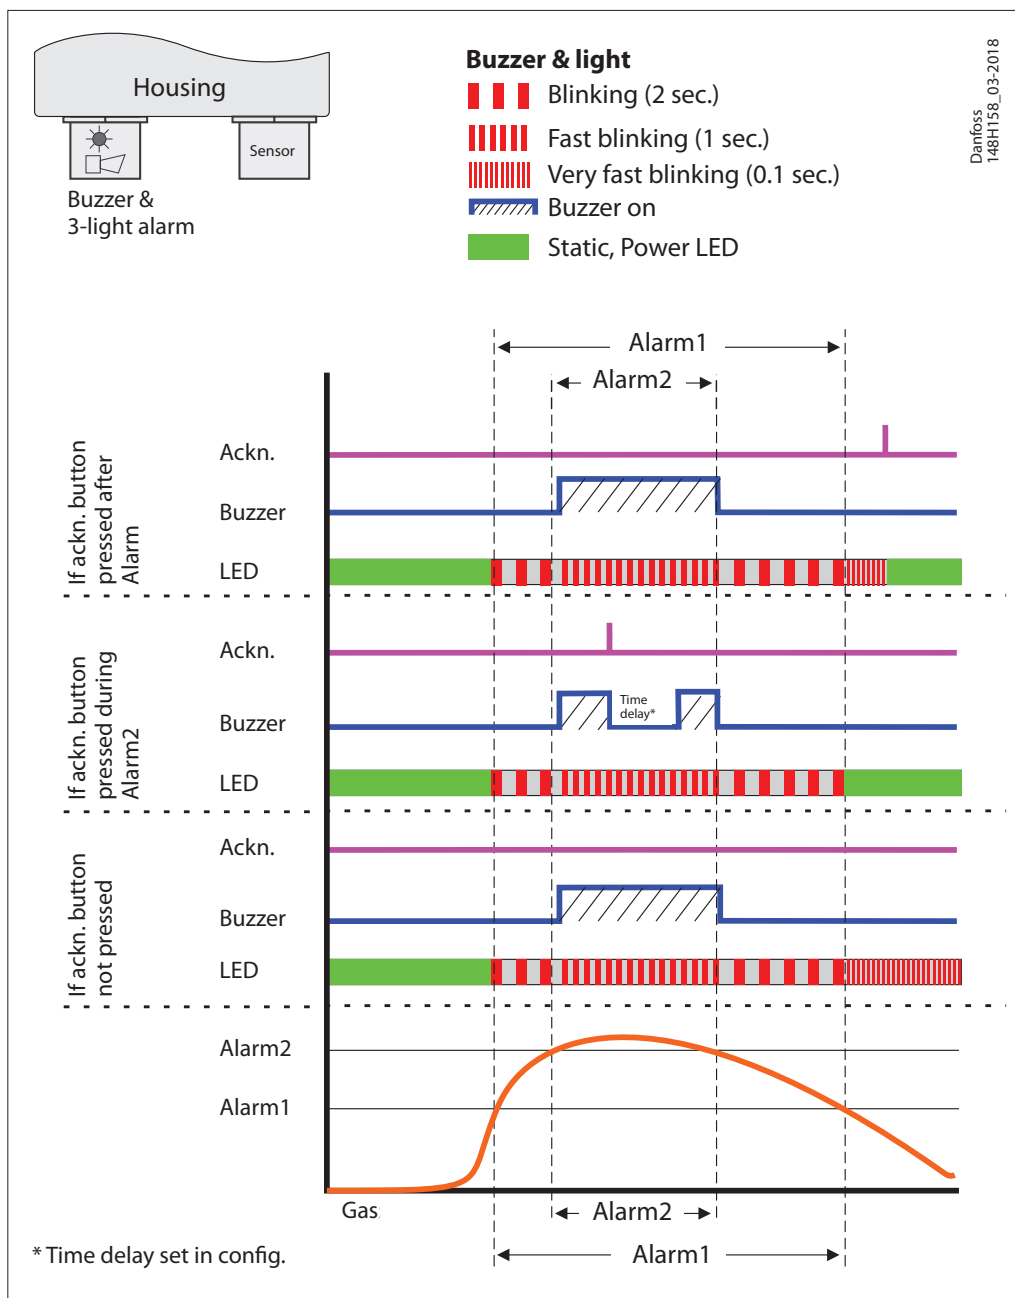 Housing
Sensor
Buzzer &
3-light alarm
Buzzer & light
Blinking (2 sec.)
Fast blinking (1 sec.)
Very fast blinking (0.1 sec.)
Buzzer on
Static, Power LED
Danfoss
148H158_03-2018
Alarm1
Alarm2
If ackn. button
pressed after
Alarm
Ackn.
Buzzer
LED
If ackn. button
pressed during
Alarm2
Ackn.
Buzzer
Time
delay*
LED
If ackn. button
not pressed
Ackn.
Buzzer
LED
Alarm2
Alarm1
Gas
Alarm2
Alarm1
* Time delay set in config.